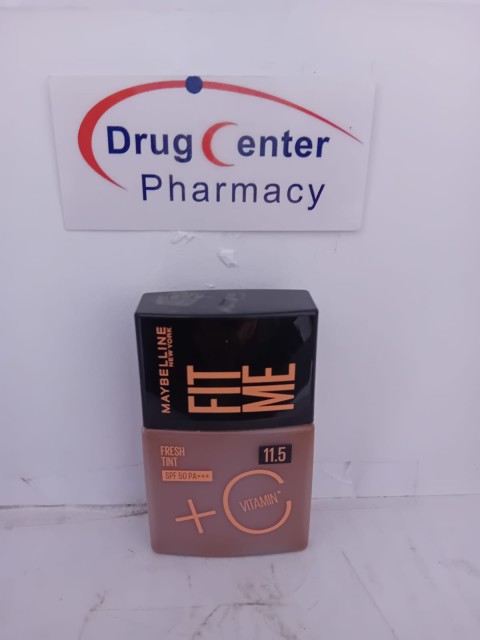 Drug Center
Pharmacy
MAYBELLINE
NEW YORK
FIT
ME
FRESH
TINT
SPF 50 PA+++
11.5
+C
VITAMIN*